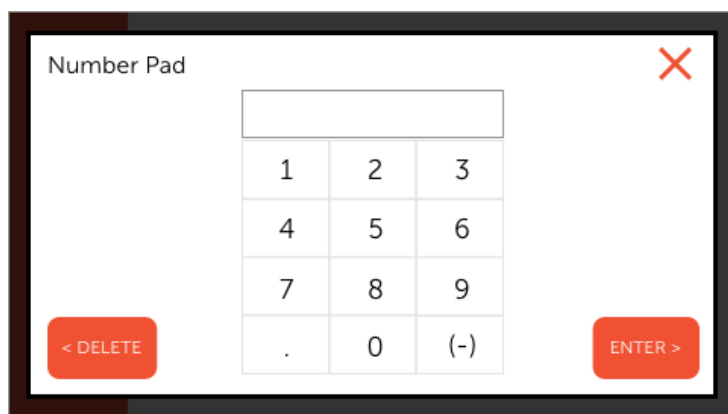 Number Pad
1 2 3
4 5 6
7 8 9
. 0 (-)
< DELETE
ENTER >